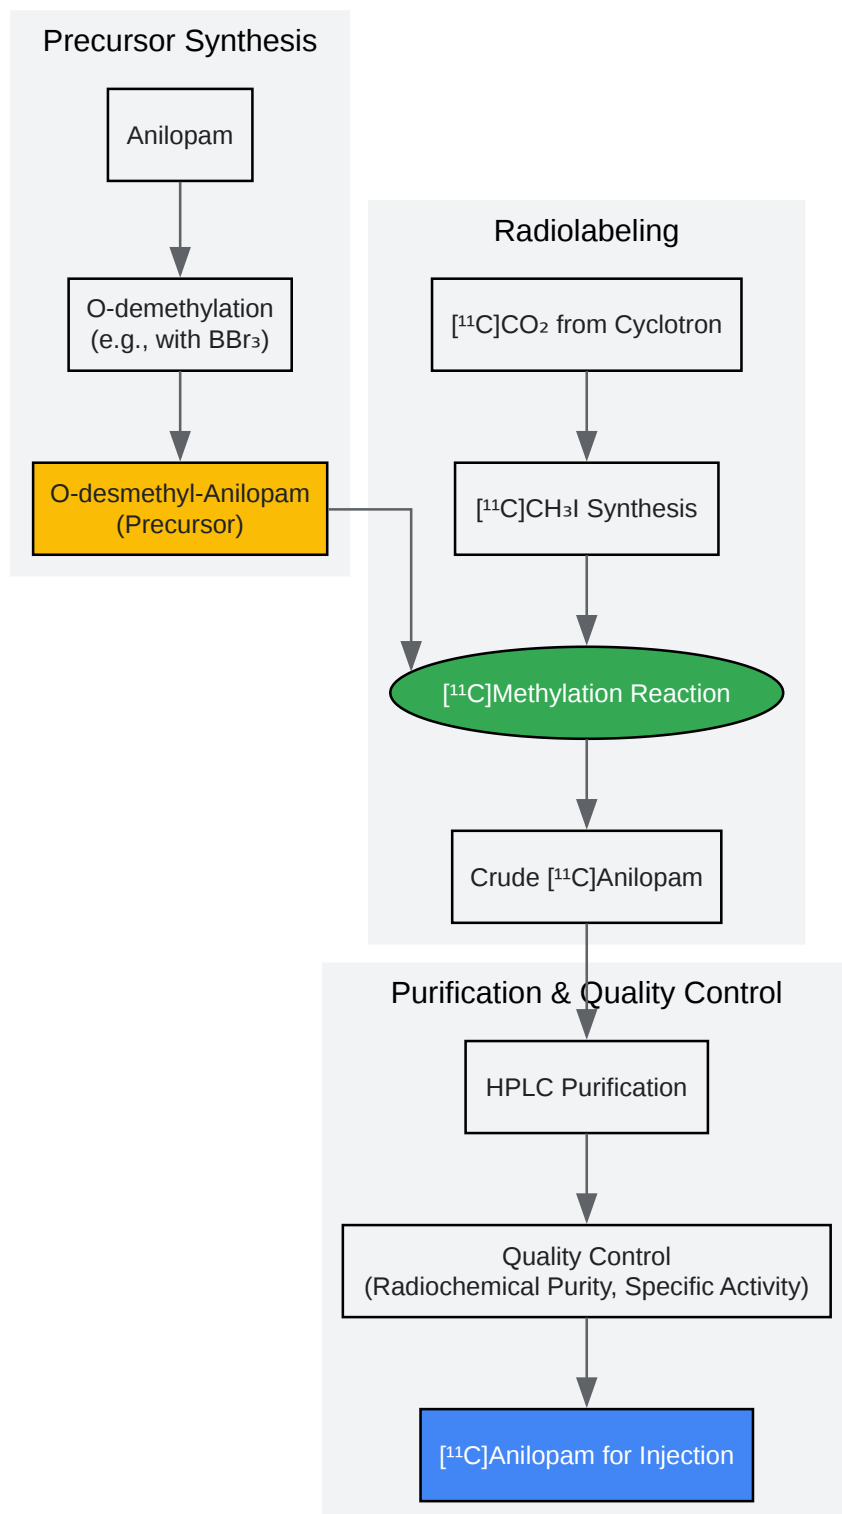 Precursor Synthesis
Anilopam
O-demethylation
(e.g., with BBr₃)
O-desmethyl-Anilopam
(Precursor)
Radiolabeling
[¹¹C]CO₂ from Cyclotron
[¹¹C]CH₃I Synthesis
[¹¹C]Methylation Reaction
Crude [¹¹C]Anilopam
Purification & Quality Control
HPLC Purification
Quality Control
(Radiochemical Purity, Specific Activity)
[¹¹C]Anilopam for Injection